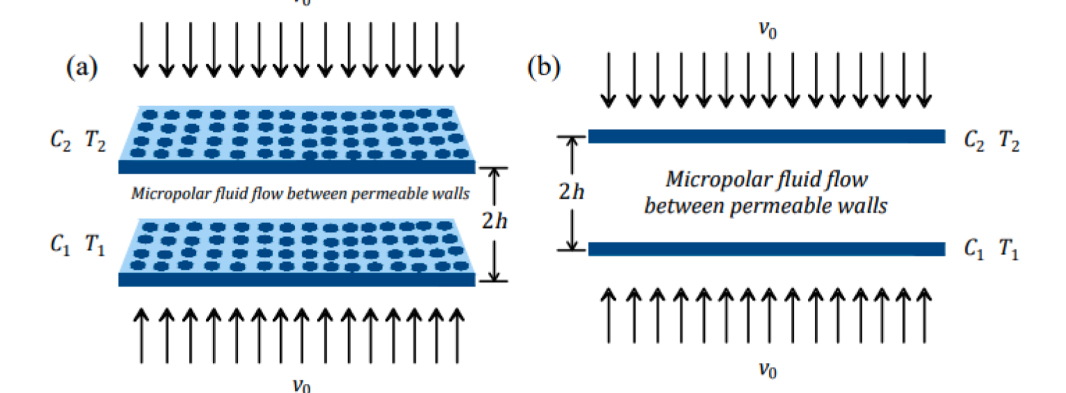 v₀
(a)
C₂ T₂
Micropolar fluid flow between permeable walls
2h
C₁ T₁
v₀
(b)
v₀
C₂ T₂
2h
Micropolar fluid flow
between permeable walls
C₁ T₁
v₀